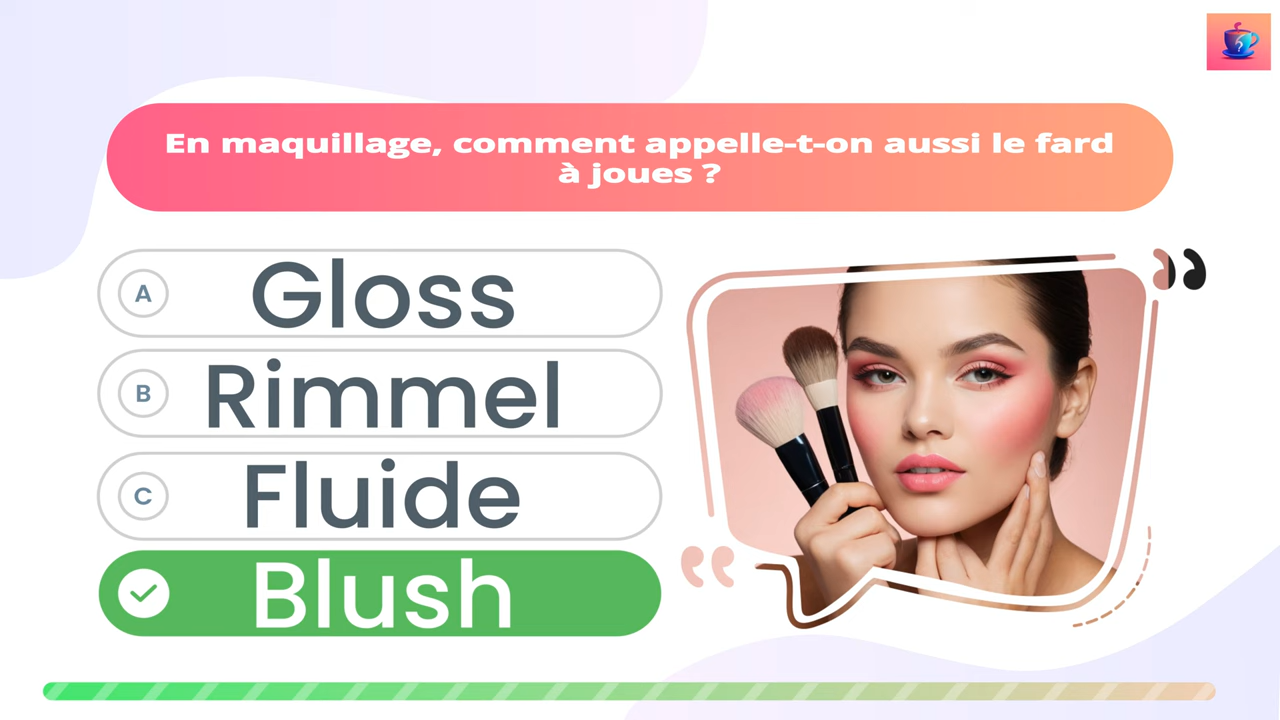 En maquillage, comment appelle-t-on aussi le fard
à joues ?
A Gloss
B Rimmel
C Fluide
Blush